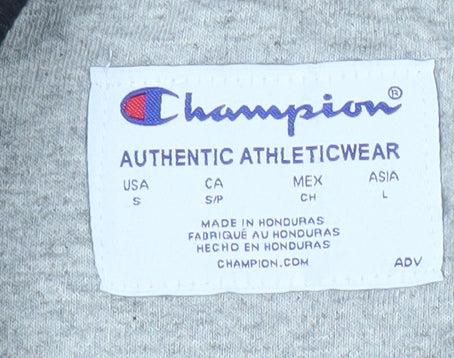 Champion®
AUTHENTIC ATHLETICWEAR
USA CA MEX ASIA
S S/P CH L
MADE IN HONDURAS
FABRIQUÉ AU HONDURAS
HECHO EN HONDURAS
CHAMPION.COM ADV